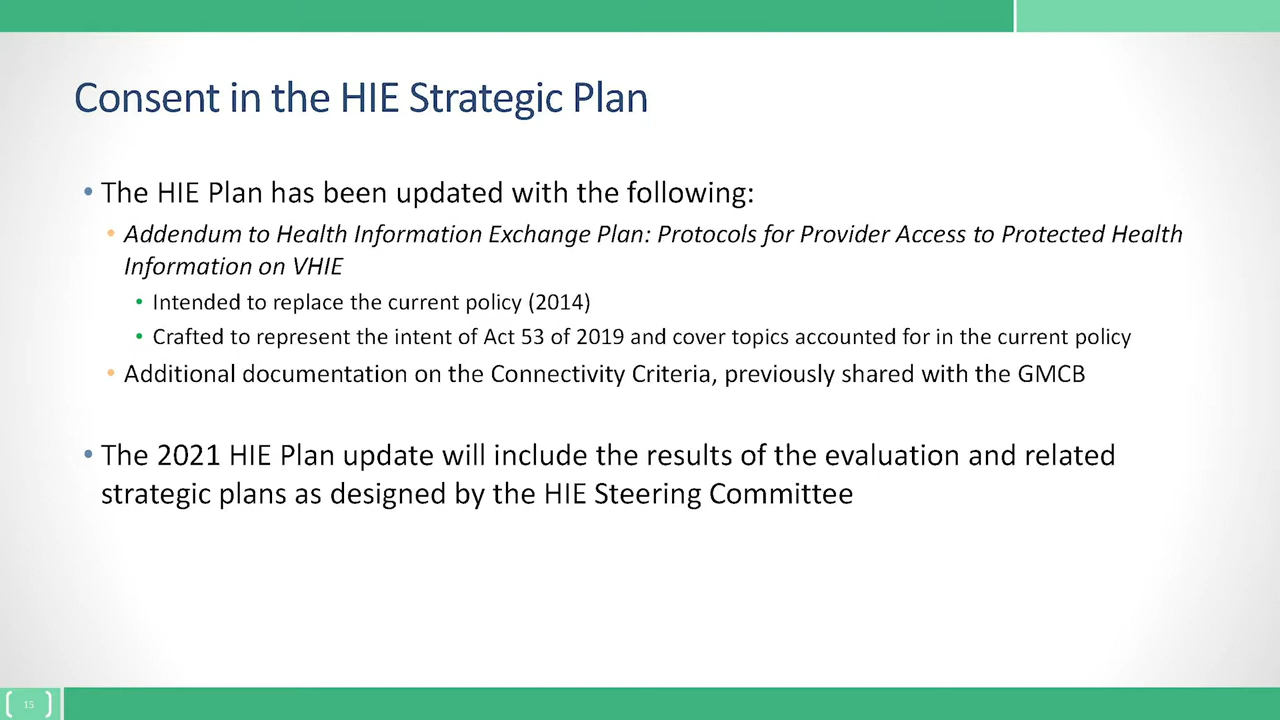 Consent in the HIE Strategic Plan
• The HIE Plan has been updated with the following:
• Addendum to Health Information Exchange Plan: Protocols for Provider Access to Protected Health
Information on VHIE
• Intended to replace the current policy (2014)
• Crafted to represent the intent of Act 53 of 2019 and cover topics accounted for in the current policy
• Additional documentation on the Connectivity Criteria, previously shared with the GMCB
• The 2021 HIE Plan update will include the results of the evaluation and related
strategic plans as designed by the HIE Steering Committee
15